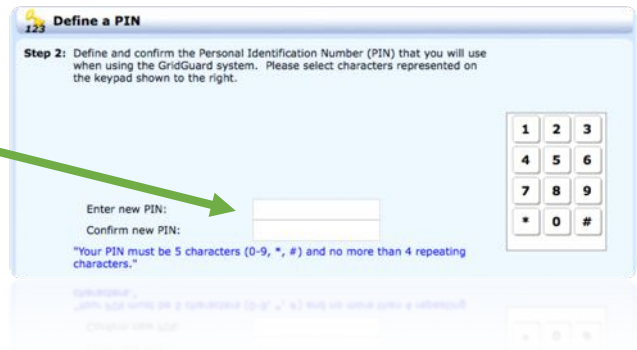 123 Define a PIN
Step 2: Define and confirm the Personal Identification Number (PIN) that you will use
when using the GridGuard system. Please select characters represented on
the keypad shown to the right.
1 2 3
4 5 6
7 8 9
* 0 #
Enter new PIN:
Confirm new PIN:
"Your PIN must be 5 characters (0-9, *, #) and no more than 4 repeating
characters."